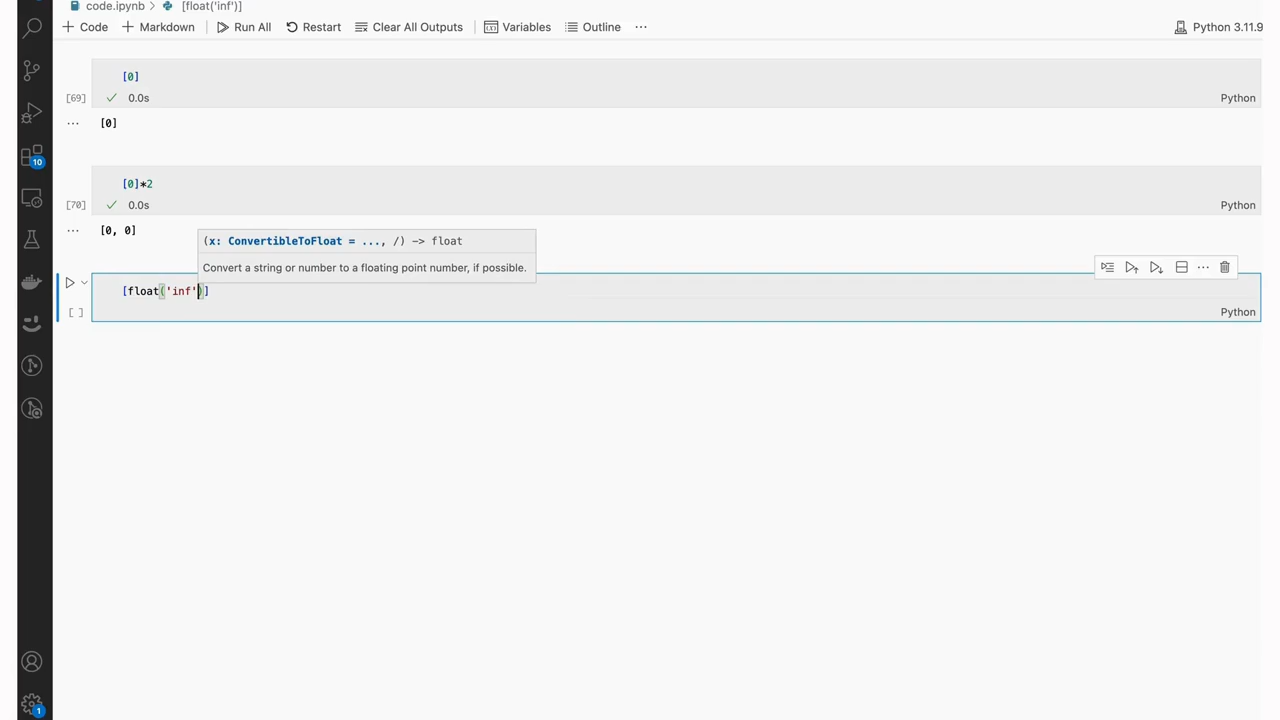 code.ipynb > [float('inf')]
+ Code + Markdown Run All Restart Clear All Outputs Variables Outline ··· Python 3.11.9
[0]
[69] ✓ 0.0s Python
··· [0]
[0]*2
[70] ✓ 0.0s Python
··· [0, 0]
(x: ConvertibleToFloat = ..., /) -> float
Convert a string or number to a floating point number, if possible.
[float('inf')]
[ ] Python
10
1